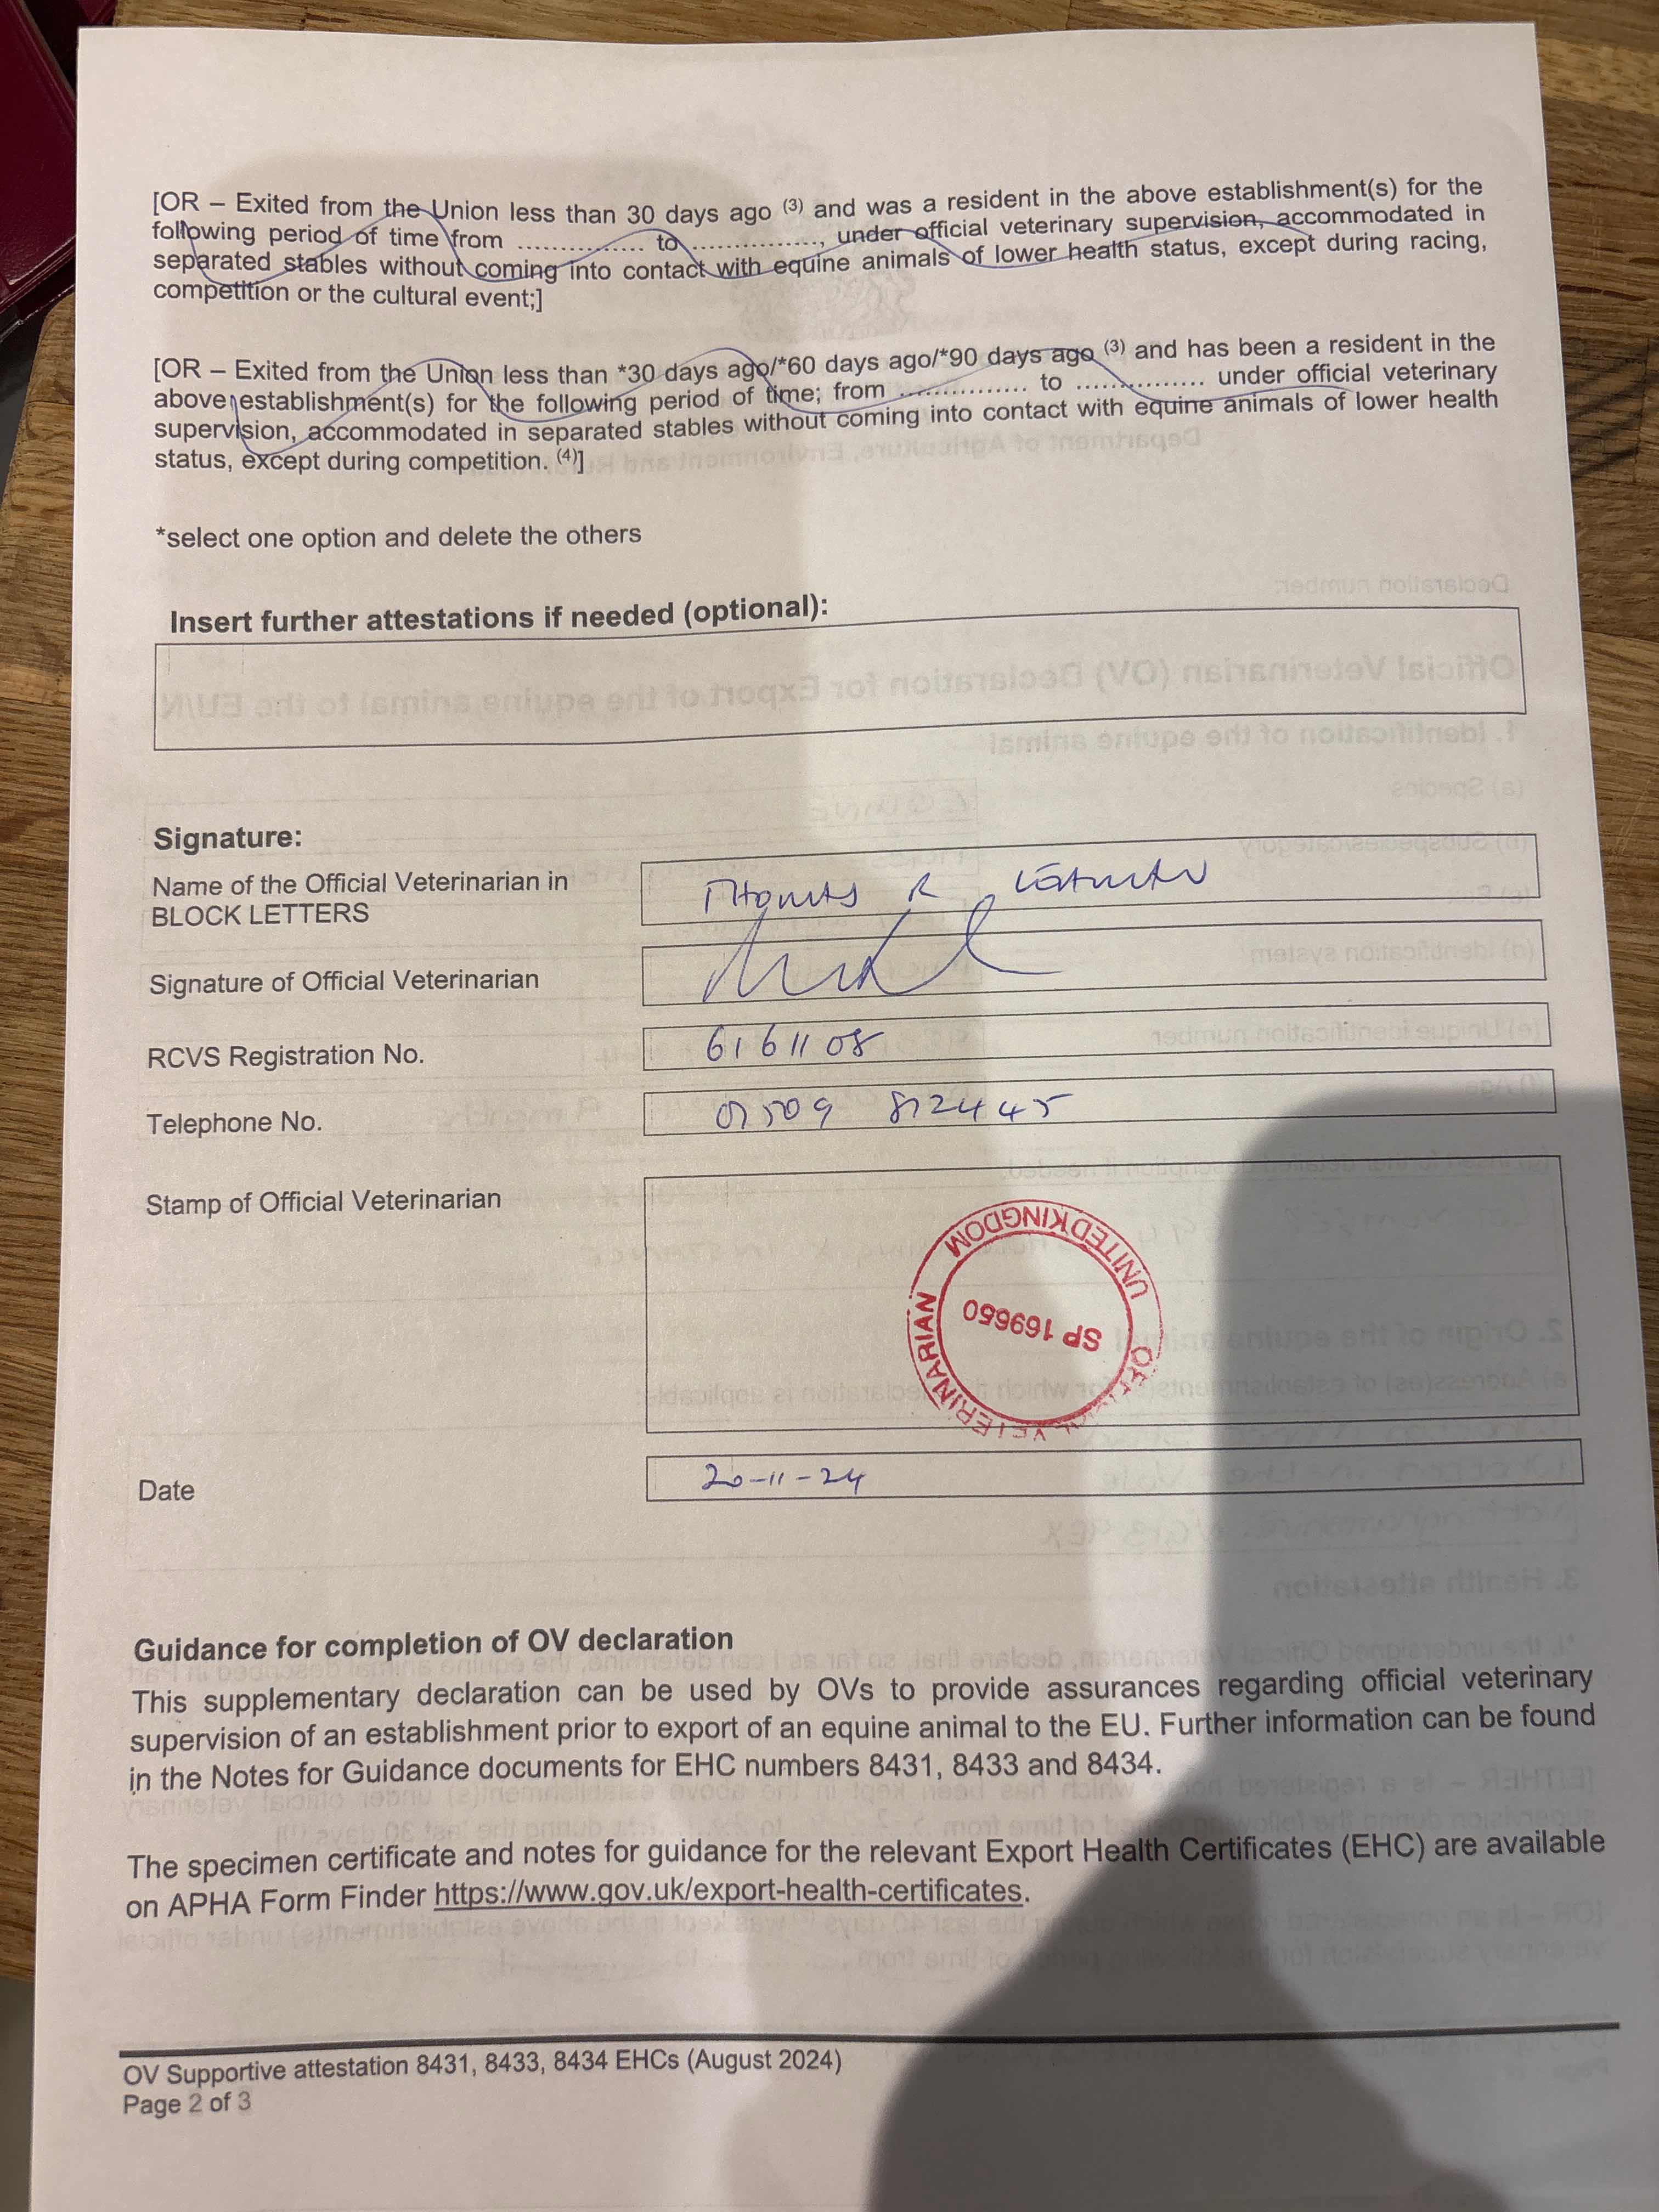 [OR – Exited from the Union less than 30 days ago (3) and was a resident in the above establishment(s) for the
following period of time from ................ to ................, under official veterinary supervision, accommodated in
separated stables without coming into contact with equine animals of lower health status, except during racing,
competition or the cultural event;]
[OR – Exited from the Union less than *30 days ago/*60 days ago/*90 days ago (3) and has been a resident in the
above establishment(s) for the following period of time; from ................ to ................ under official veterinary
supervision, accommodated in separated stables without coming into contact with equine animals of lower health
status, except during competition. (4)]
*select one option and delete the others
Insert further attestations if needed (optional):
Signature:
Name of the Official Veterinarian in
BLOCK LETTERS
THOMAS R
Signature of Official Veterinarian
RCVS Registration No.
6161108
Telephone No.
07509 812445
Stamp of Official Veterinarian
OFFICIAL VETERINARIAN
UNITED KINGDOM
SP 169650
Date
20-11-24
Guidance for completion of OV declaration
This supplementary declaration can be used by OVs to provide assurances regarding official veterinary
supervision of an establishment prior to export of an equine animal to the EU. Further information can be found
in the Notes for Guidance documents for EHC numbers 8431, 8433 and 8434.
The specimen certificate and notes for guidance for the relevant Export Health Certificates (EHC) are available
on APHA Form Finder https://www.gov.uk/export-health-certificates.
OV Supportive attestation 8431, 8433, 8434 EHCs (August 2024)
Page 2 of 3